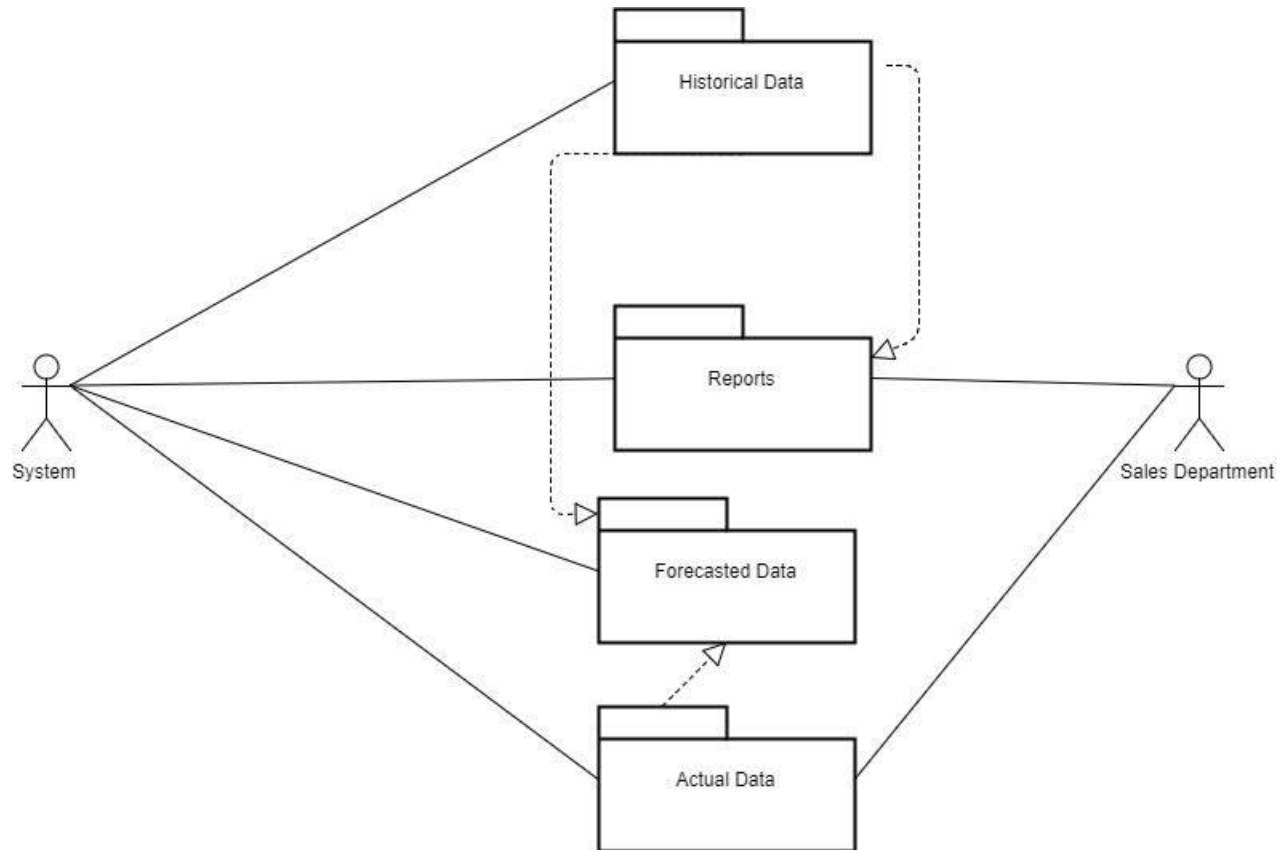 Historical Data
Reports
System
Sales Department
Forecasted Data
Actual Data